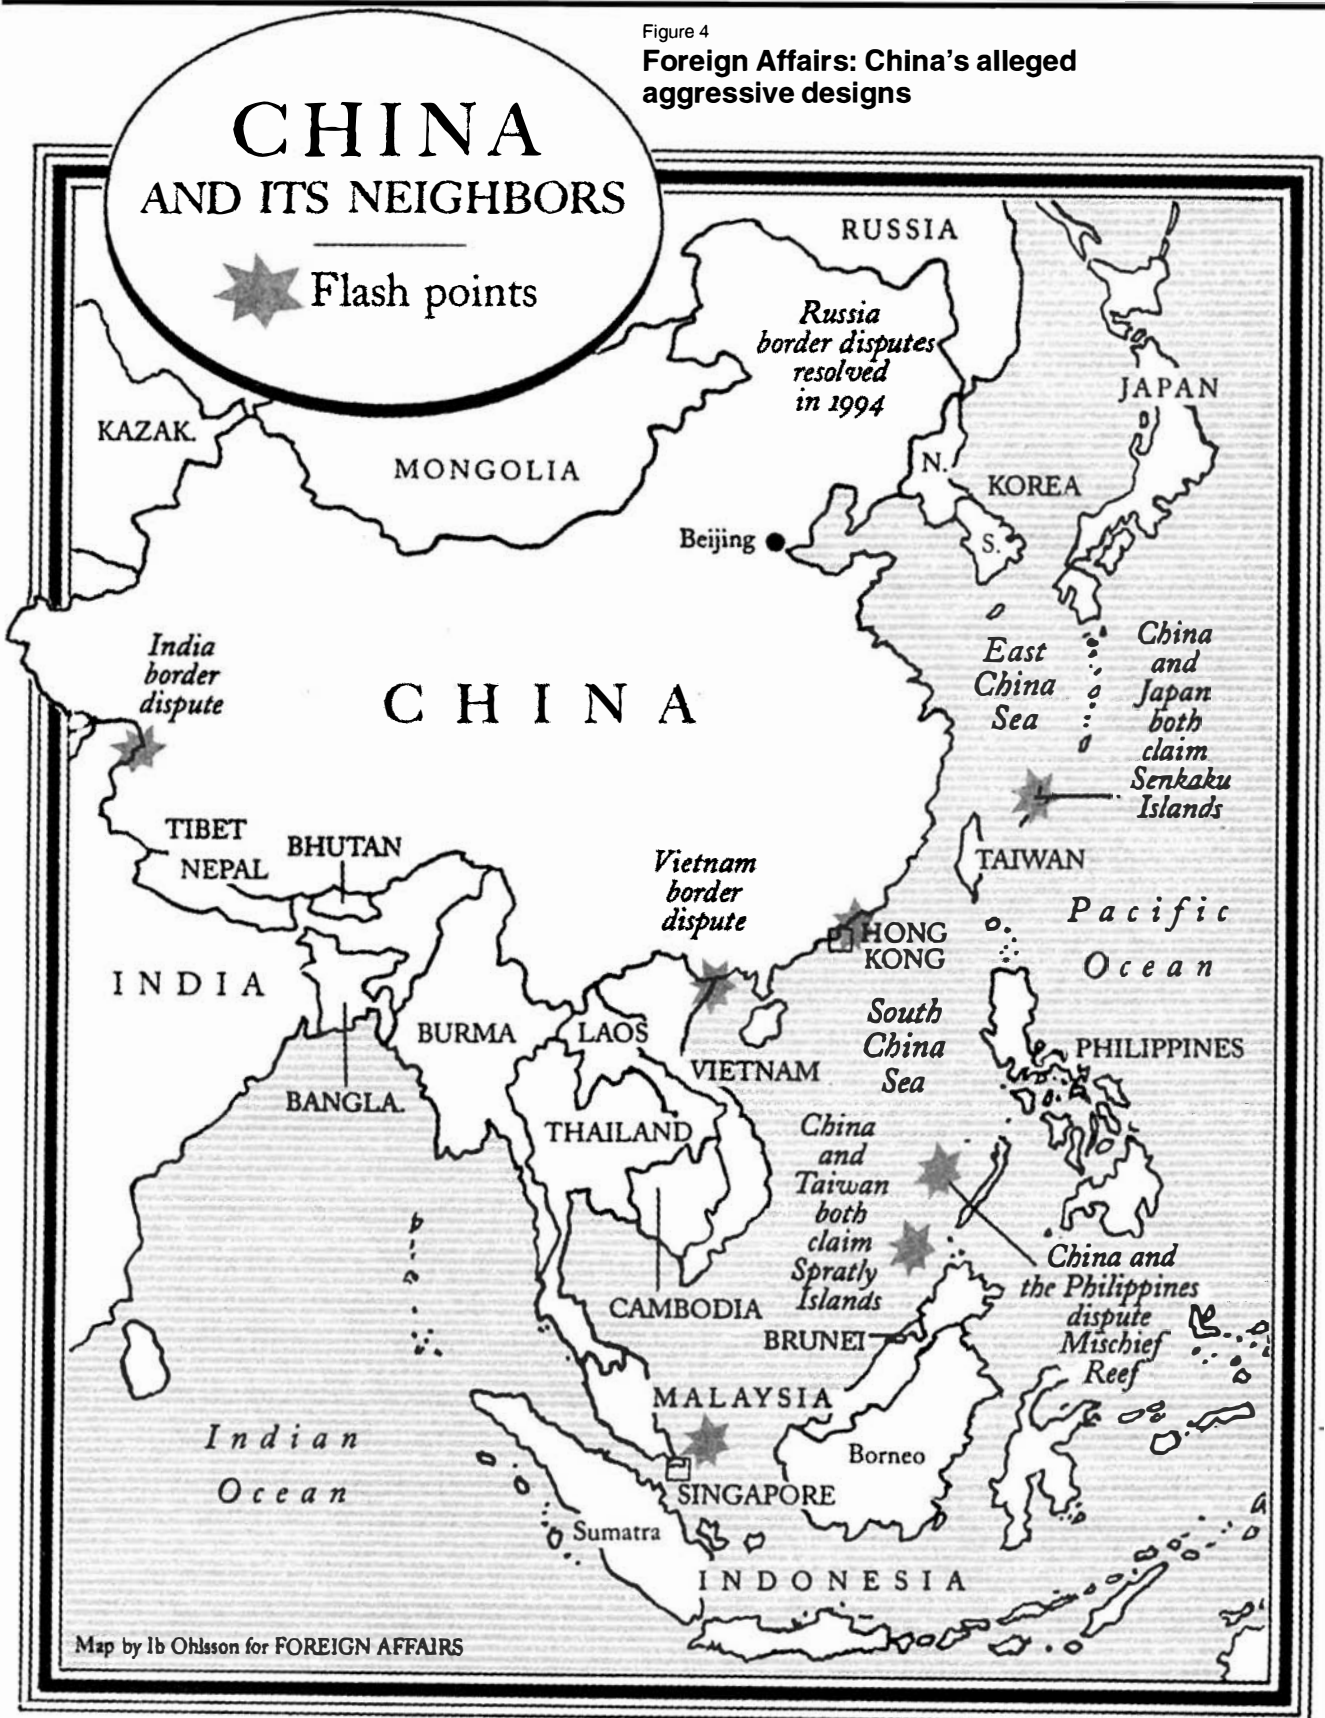 Figure 4
Foreign Affairs: China's alleged
aggressive designs
CHINA
AND ITS NEIGHBORS
Flash points
RUSSIA
Russia
border disputes
resolved
in 1994
JAPAN
KAZAK.
MONGOLIA
N.
KOREA
S.
Beijing
India
border
dispute
CHINA
East
China
Sea
China
and
Japan
both
claim
Senkaku
Islands
TIBET
NEPAL
BHUTAN
Vietnam
border
dispute
TAIWAN
Pacific
Ocean
HONG
KONG
INDIA
BURMA
LAOS
VIETNAM
South
China
Sea
PHILIPPINES
BANGLA.
THAILAND
China
and
Taiwan
both
claim
Spratly
Islands
CAMBODIA
China and
the Philippines
dispute
Mischief
Reef
BRUNEI
MALAYSIA
Borneo
Indian
Ocean
SINGAPORE
Sumatra
INDONESIA
Map by Ib Ohlsson for FOREIGN AFFAIRS